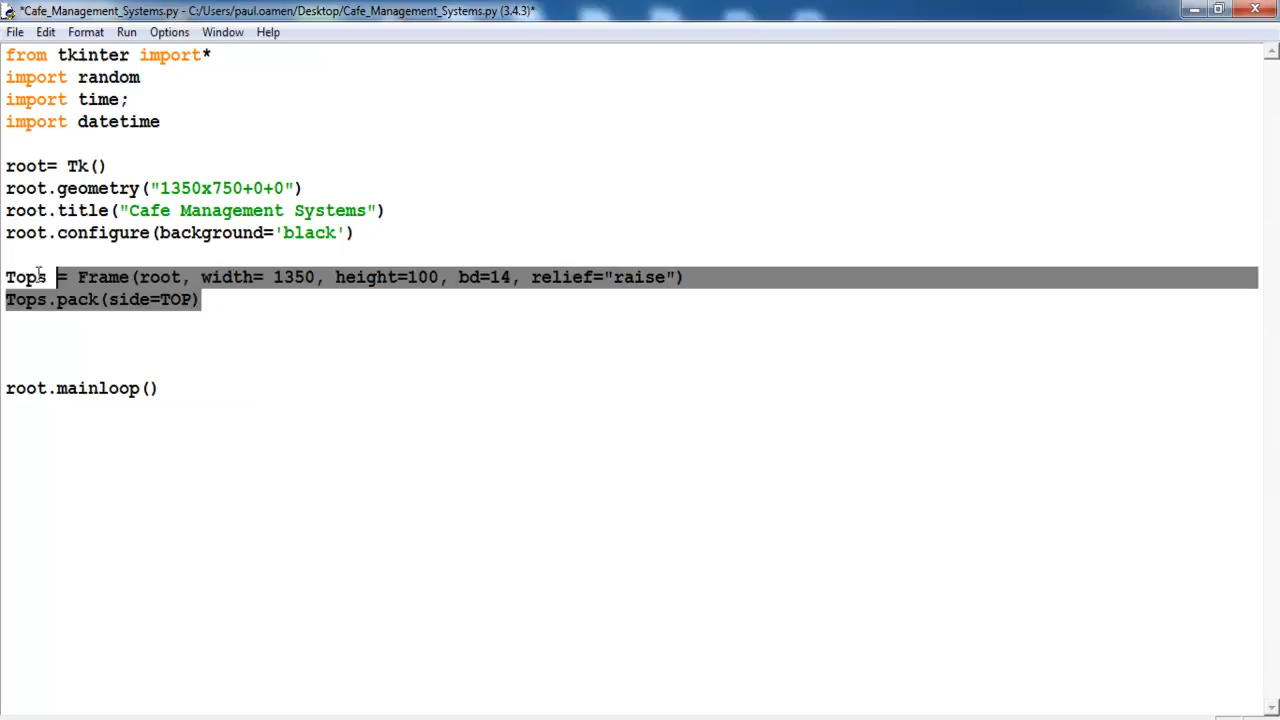 *Cafe_Management_Systems.py - C:/Users/paul.oamen/Desktop/Cafe_Management_Systems.py (3.4.3)*
File Edit Format Run Options Window Help
from tkinter import*
import random
import time;
import datetime
root= Tk()
root.geometry("1350x750+0+0")
root.title("Cafe Management Systems")
root.configure(background='black')
Tops = Frame(root, width= 1350, height=100, bd=14, relief="raise")
Tops.pack(side=TOP)
root.mainloop()